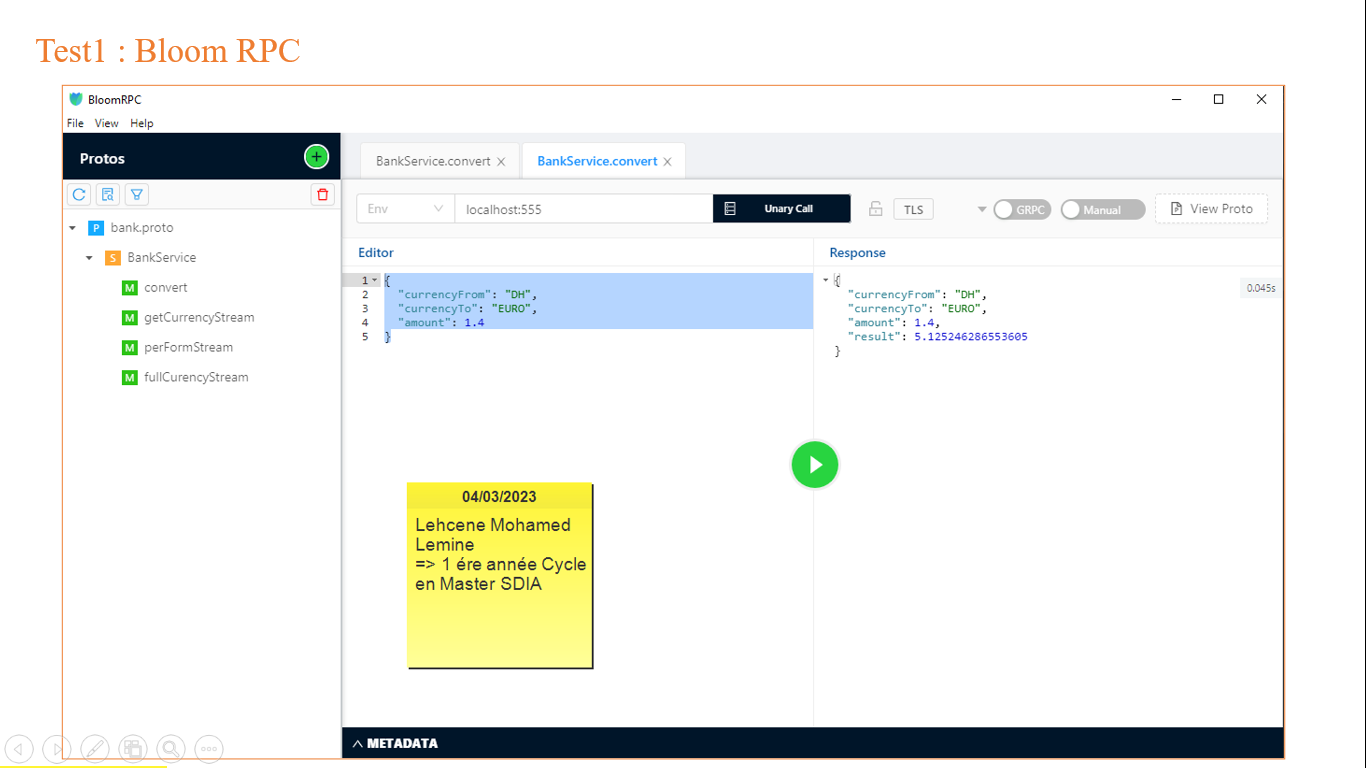 Test1 : Bloom RPC
BloomRPC
File View Help
Protos
BankService.convert
BankService.convert
Env
localhost:555
Unary Call
TLS
GRPC
Manual
View Proto
P bank.proto
S BankService
M convert
M getCurrencyStream
M perFormStream
M fullCurencyStream
Editor
1 {
2 "currencyFrom": "DH",
3 "currencyTo": "EURO",
4 "amount": 1.4
5 }
Response
{
"currencyFrom": "DH",
"currencyTo": "EURO",
"amount": 1.4,
"result": 5.125246286553605
}
0.045s
04/03/2023
Lehcene Mohamed
Lemine
=> 1 ére année Cycle
en Master SDIA
METADATA